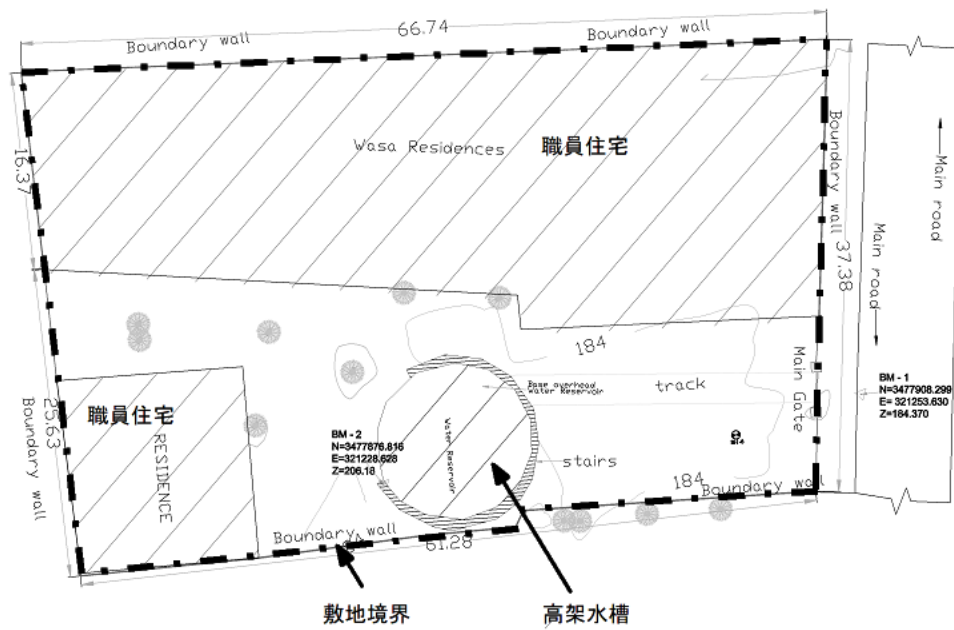 66.74
Boundary wall
Boundary wall
Wasa Residences
職員住宅
16.37
Boundary wall
37.38
Main road
Main road
184
Base overhead
Water Reservoir
track
Main Gate
BM - 1
N=3477908.299
E= 321253.630
Z=184.370
職員住宅
RESIDENCE
25.63
Boundary wall
BM - 2
N=3477876.816
E=321228.628
Z=206.18
Water Reservoir
stairs
184
Boundary wall
Boundary wall
61.28
敷地境界
高架水槽